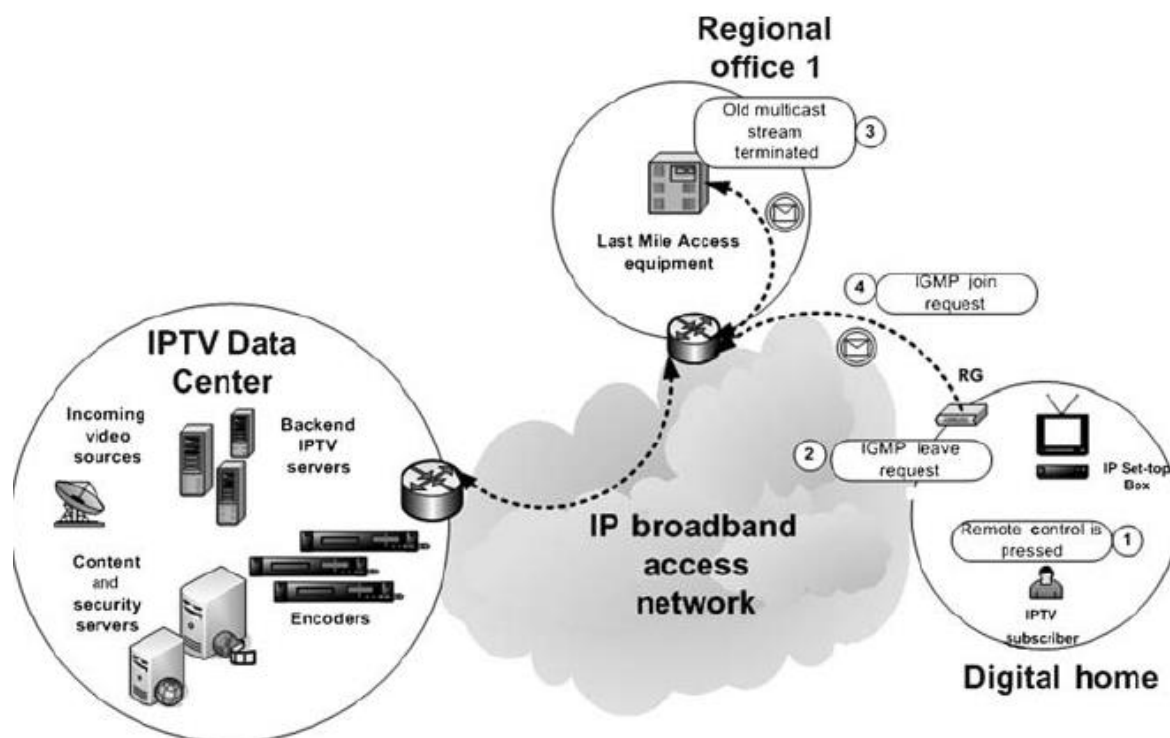 Regional
office 1
Old multicast
stream
terminated
3
Last Mile Access
equipment
4
IGMP join
request
IPTV Data
Center
Incoming
video
sources
Backend
IPTV
servers
RG
2
IGMP leave
request
IP Set-top
Box
IP broadband
access
network
Remote control is
pressed
1
Content
and
security
servers
Encoders
IPTV
subscriber
Digital home